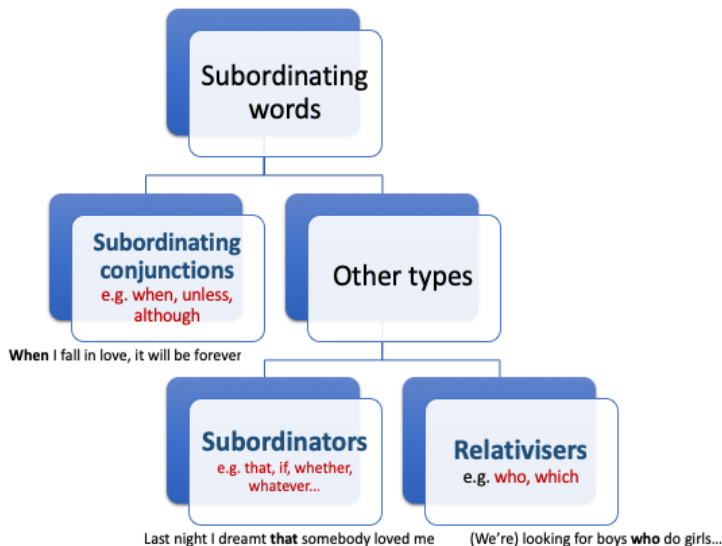 Subordinating
words
Subordinating
conjunctions
e.g. when, unless,
although
Other types
When I fall in love, it will be forever
Subordinators
e.g. that, if, whether,
whatever...
Relativisers
e.g. who, which
Last night I dreamt that somebody loved me
(We’re) looking for boys who do girls...